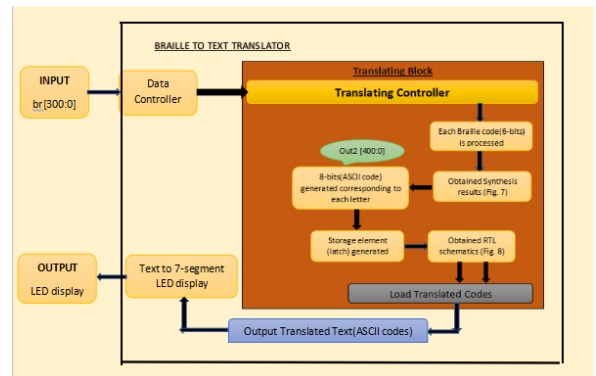 BRAILLE TO TEXT TRANSLATOR
INPUT
br[300:0]
Data
Controller
Translating Block
Translating Controller
Each Braille code(6-bits)
is processed
Out2 [400:0]
8-bits(ASCII code)
generated corresponding to
each letter
Obtained Synthesis
results (Fig. 7)
Storage element
(latch) generated
Obtained RTL
schematics (Fig. 8)
Load Translated Codes
OUTPUT
LED display
Text to 7-segment
LED display
Output Translated Text(ASCII codes)